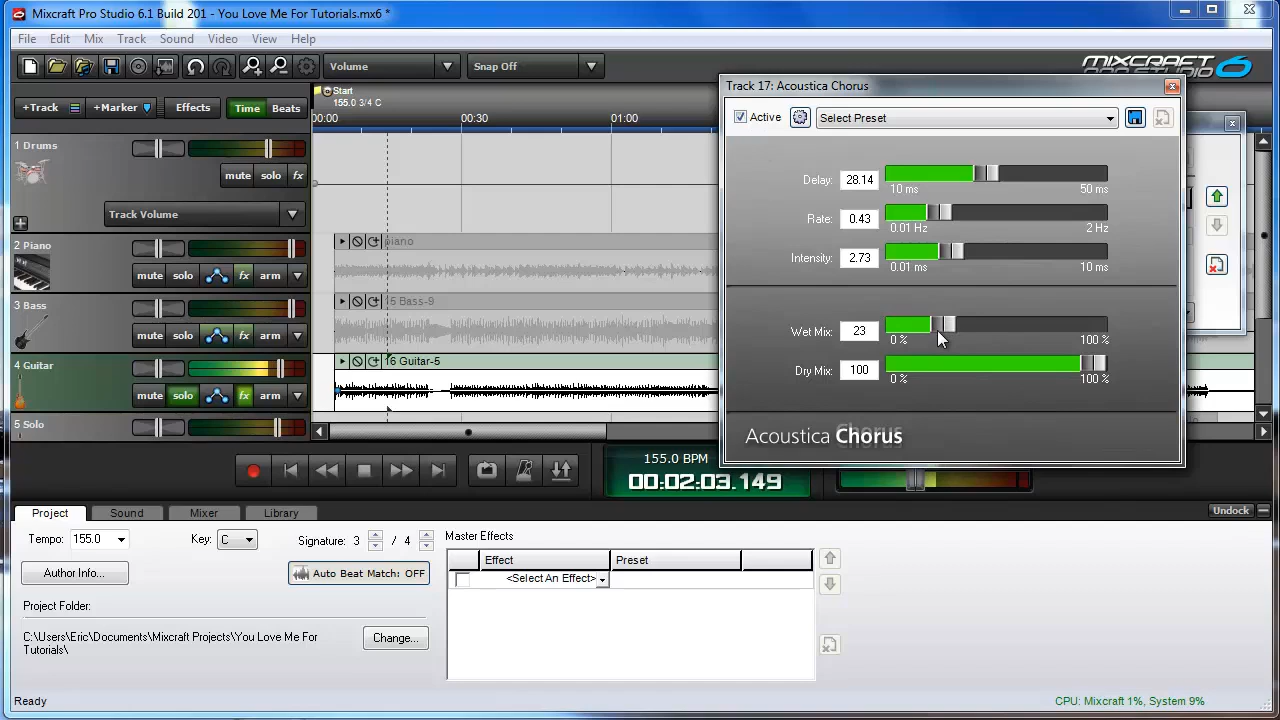 Mixcraft Pro Studio 6.1 Build 201 - You Love Me For Tutorials.mx6 *
File Edit Mix Track Sound Video View Help
Volume Snap Off
MIXCRAFT 6
PRO STUDIO
+Track +Marker Effects Time Beats
Start
155.0 3/4 C
00:00 00:30 01:00
Track 17: Acoustica Chorus
Active Select Preset
Delay: 28.14
10 ms 50 ms
Rate: 0.43
0.01 Hz 2 Hz
Intensity: 2.73
0.01 ms 10 ms
Wet Mix: 23
0 % 100 %
Dry Mix: 100
0 % 100 %
Acoustica Chorus
1 Drums
mute solo fx
Track Volume
2 Piano
mute solo fx arm
piano
3 Bass
mute solo fx arm
5 Bass-9
4 Guitar
mute solo fx arm
6 Guitar-5
5 Solo
155.0 BPM
00:02:03.149
Project Sound Mixer Library Undock
Tempo: 155.0 Key: C Signature: 3 / 4
Author Info... Auto Beat Match: OFF
Project Folder:
C:\Users\Eric\Documents\Mixcraft Projects\You Love Me For
Tutorials\
Change...
Master Effects
Effect Preset
<Select An Effect>
Ready
CPU: Mixcraft 1%, System 9%